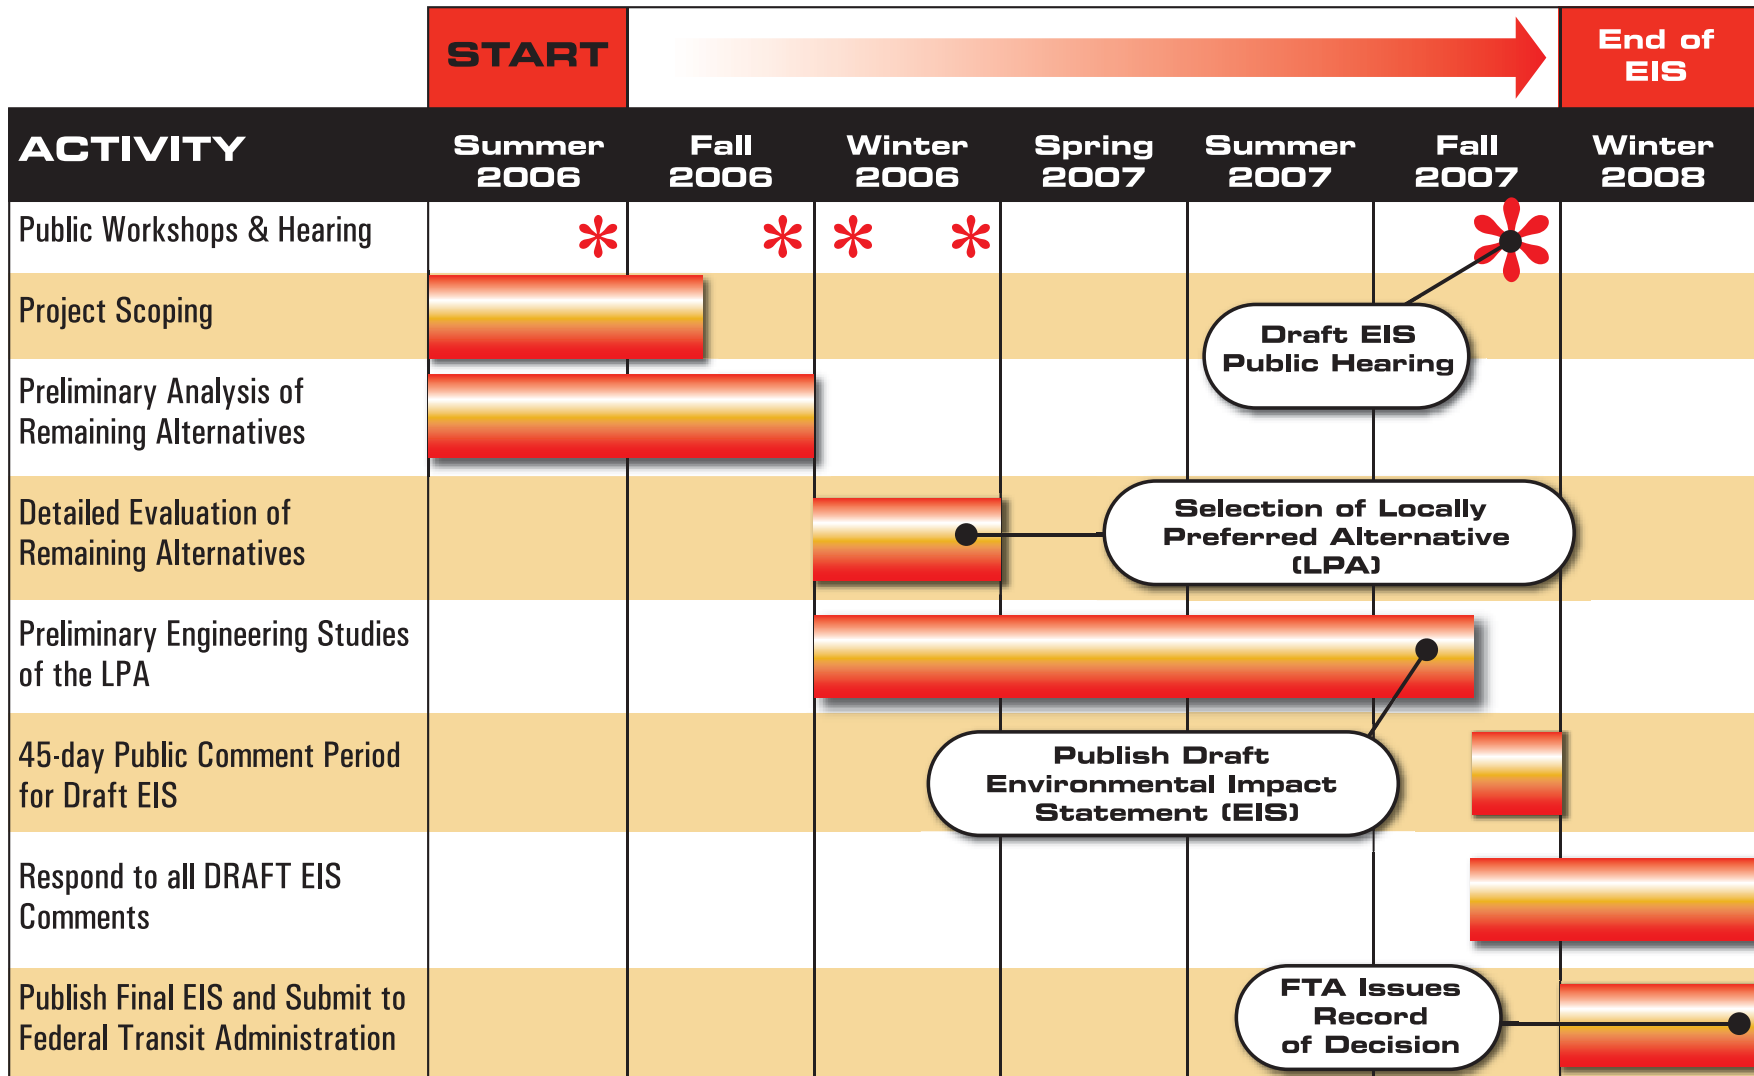 START
End of
EIS
ACTIVITY
Summer
2006
Fall
2006
Winter
2006
Spring
2007
Summer
2007
Fall
2007
Winter
2008
Public Workshops & Hearing
* * * * *
Project Scoping
Draft EIS
Public Hearing
Preliminary Analysis of
Remaining Alternatives
Detailed Evaluation of
Remaining Alternatives
Selection of Locally
Preferred Alternative
(LPA)
Preliminary Engineering Studies
of the LPA
45-day Public Comment Period
for Draft EIS
Publish Draft
Environmental Impact
Statement (EIS)
Respond to all DRAFT EIS
Comments
Publish Final EIS and Submit to
Federal Transit Administration
FTA Issues
Record
of Decision